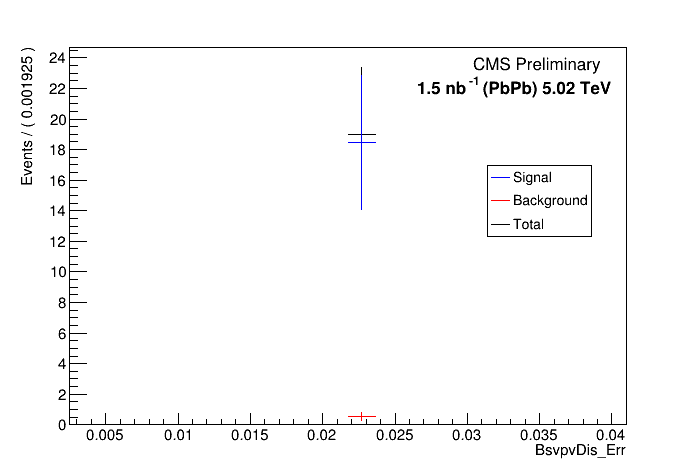 CMS Preliminary
1.5 nb⁻¹ (PbPb) 5.02 TeV
Events / ( 0.001925 )
24
22
20
18
16
14
12
10
8
6
4
2
0
Signal
Background
Total
0.005 0.01 0.015 0.02 0.025 0.03 0.035 0.04
BsvpvDis_Err